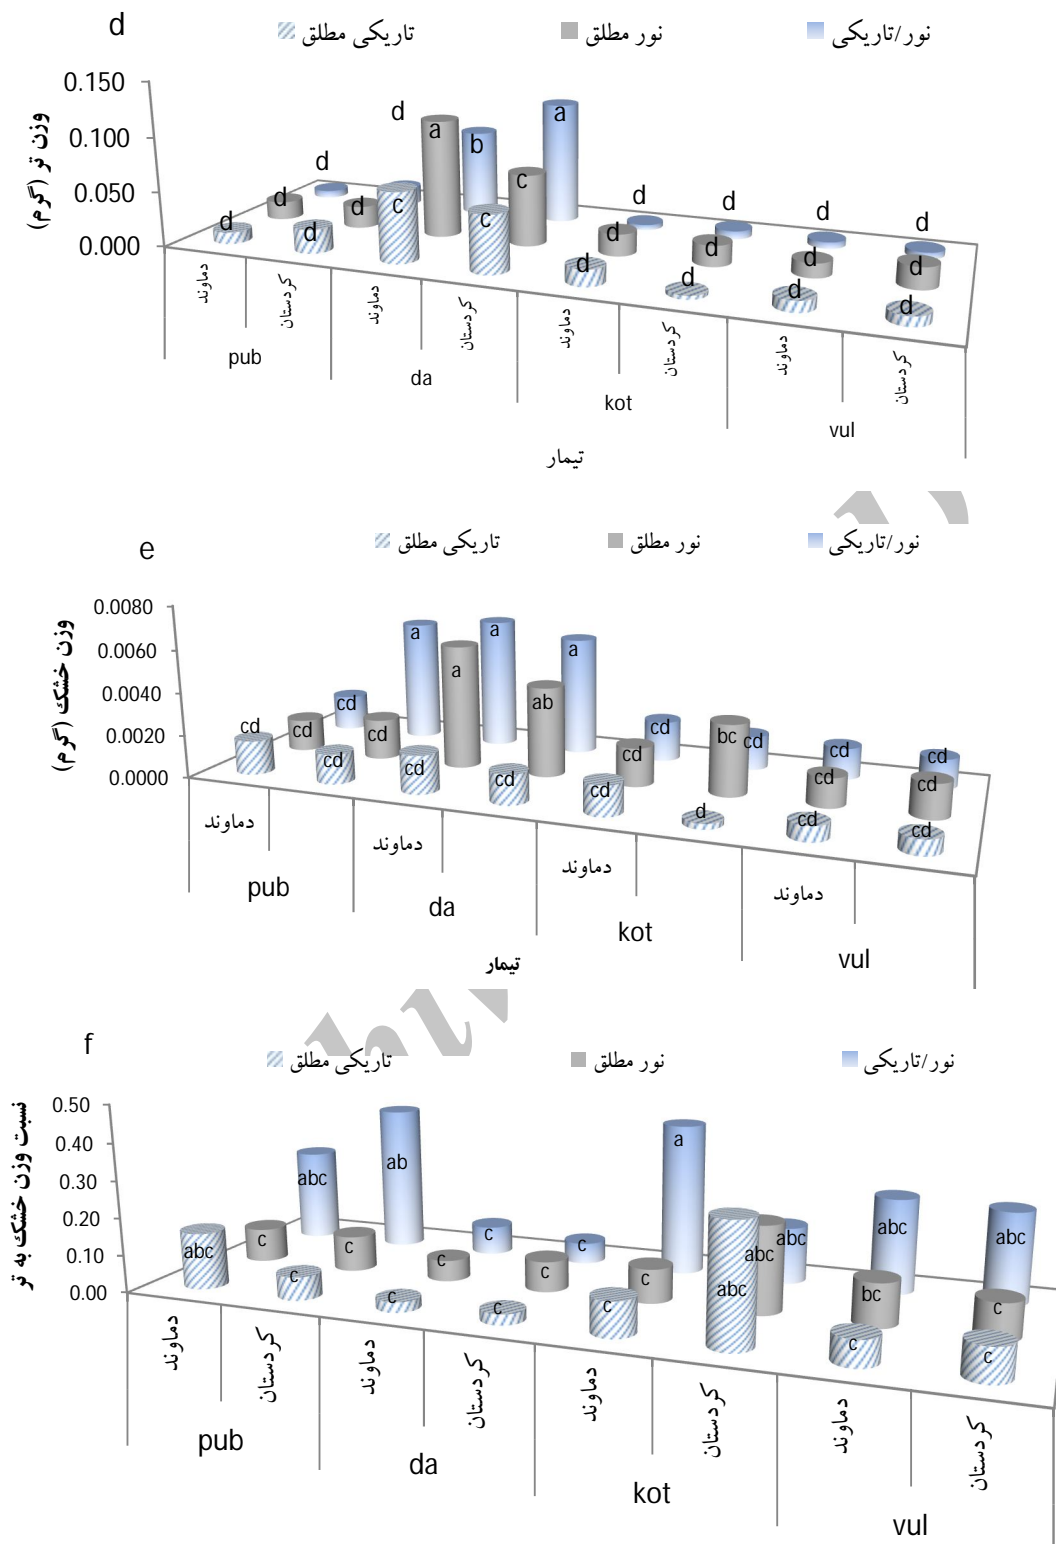 d
تاریکی مطلق
نور مطلق
نور/تاریکی
وزن تر (گرم)
0.150
0.100
0.050
0.000
d d d a b c a d d d d
d d c d d d d
d d c c d d d d
دماوند کردستان دماوند کردستان دماوند کردستان دماوند کردستان
pub da kot vul
تیمار
e
تاریکی مطلق
نور مطلق
نور/تاریکی
وزن خشک (گرم)
0.0080
0.0060
0.0040
0.0020
0.0000
cd a a a cd cd cd cd
cd cd a ab cd bc cd cd
cd cd cd cd cd d cd cd
دماوند دماوند دماوند دماوند
pub da kot vul
تیمار
f
تاریکی مطلق
نور مطلق
نور/تاریکی
نسبت وزن خشک به تر
0.50
0.40
0.30
0.20
0.10
0.00
abc ab c c a abc abc abc
c c c c c abc bc c
abc c c c c abc c c
دماوند کردستان دماوند کردستان دماوند کردستان دماوند کردستان
pub da kot vul